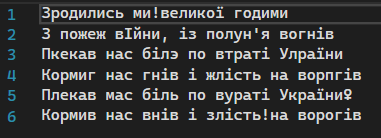 1 Зродились ми!великої годими
2 З пожеж вІйни, із полун'я вогнів
3 Пкекав нас білэ по втраті Улраїни
4 Кормиг нас гнів і жлість на ворпгів
5 Плекав мас біль по вураті України♀
6 Кормив нас внів і злість!на ворогів